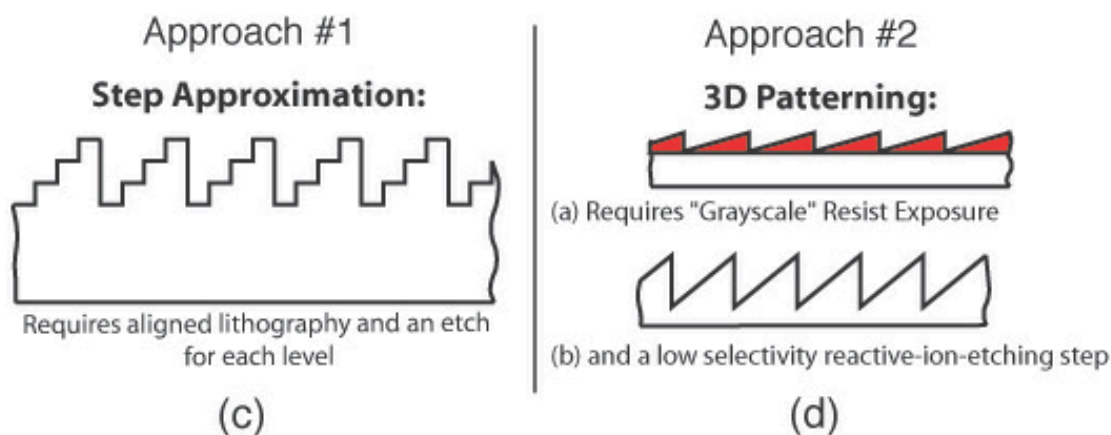 Approach #1
Step Approximation:
Requires aligned lithography and an etch
for each level
(c)
Approach #2
3D Patterning:
(a) Requires "Grayscale" Resist Exposure
(b) and a low selectivity reactive-ion-etching step
(d)